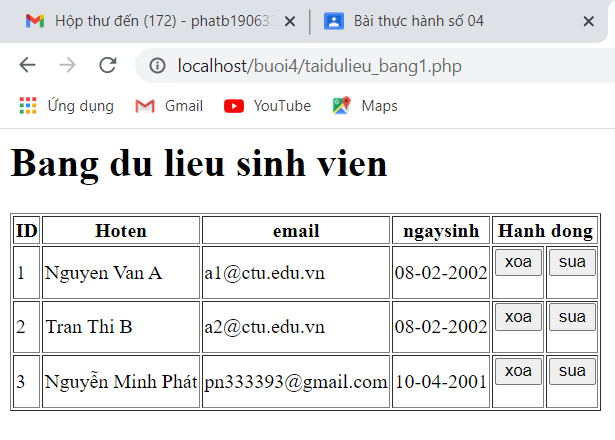 Hộp thư đến (172) - phatb19063
Bài thực hành số 04
localhost/buoi4/taidulieu_bang1.php
Ứng dụng Gmail YouTube Maps
Bang du lieu sinh vien
ID Hoten email ngaysinh Hanh dong
1 Nguyen Van A a1@ctu.edu.vn 08-02-2002 xoa sua
2 Tran Thi B a2@ctu.edu.vn 08-02-2002 xoa sua
3 Nguyễn Minh Phát pn333393@gmail.com 10-04-2001 xoa sua